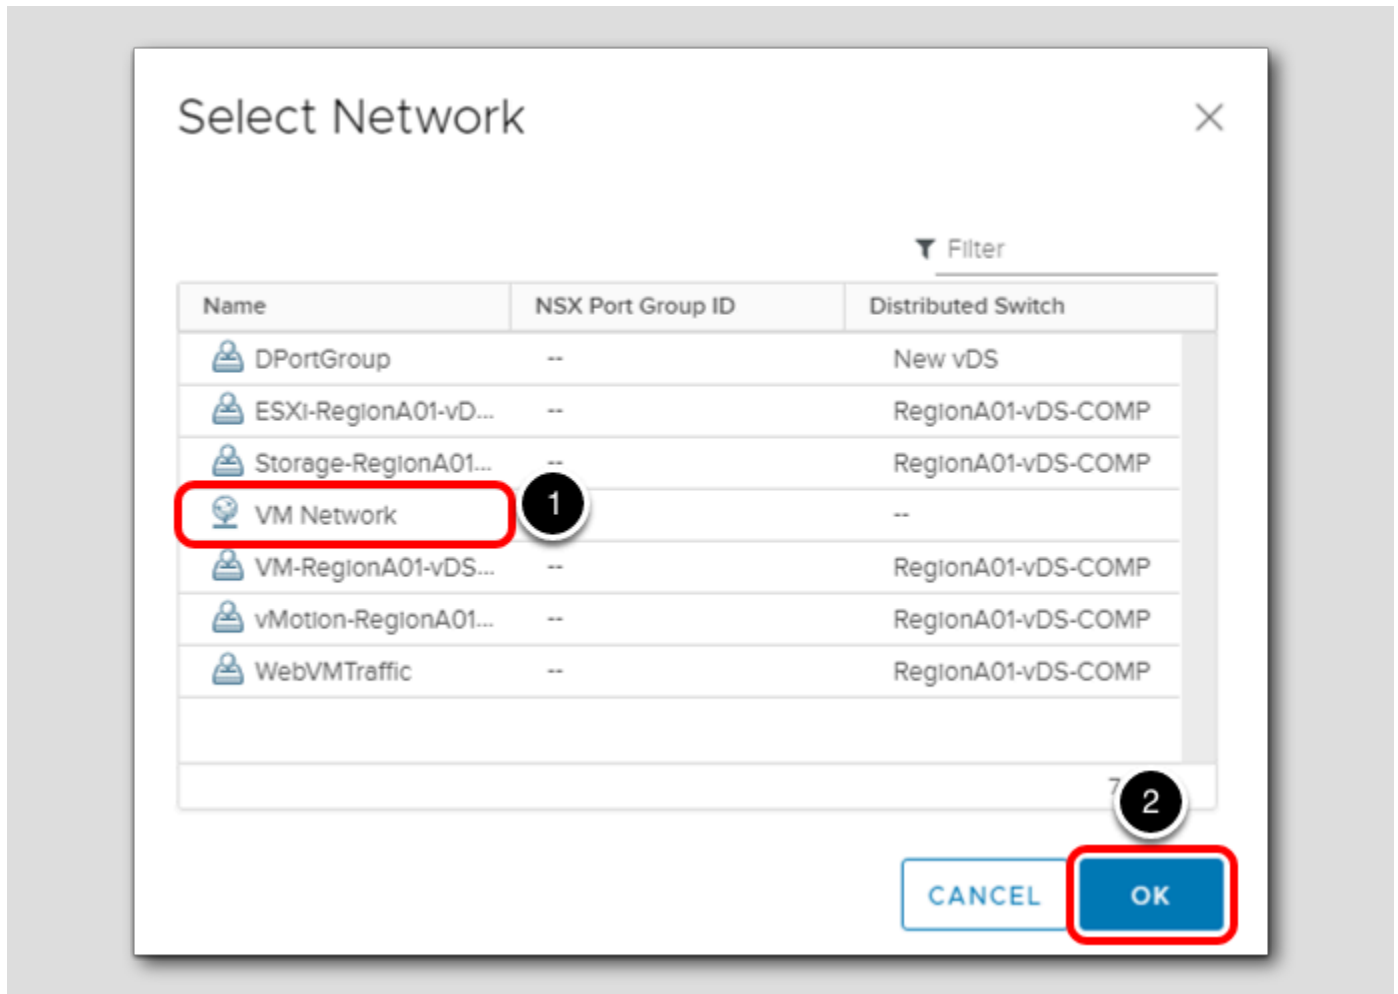 Select Network
Filter
Name NSX Port Group ID Distributed Switch
DPortGroup -- New vDS
ESXi-RegionA01-vD... -- RegionA01-vDS-COMP
Storage-RegionA01... -- RegionA01-vDS-COMP
VM Network 1 --
VM-RegionA01-vDS... -- RegionA01-vDS-COMP
vMotion-RegionA01... -- RegionA01-vDS-COMP
WebVMTraffic -- RegionA01-vDS-COMP
7
2
CANCEL OK